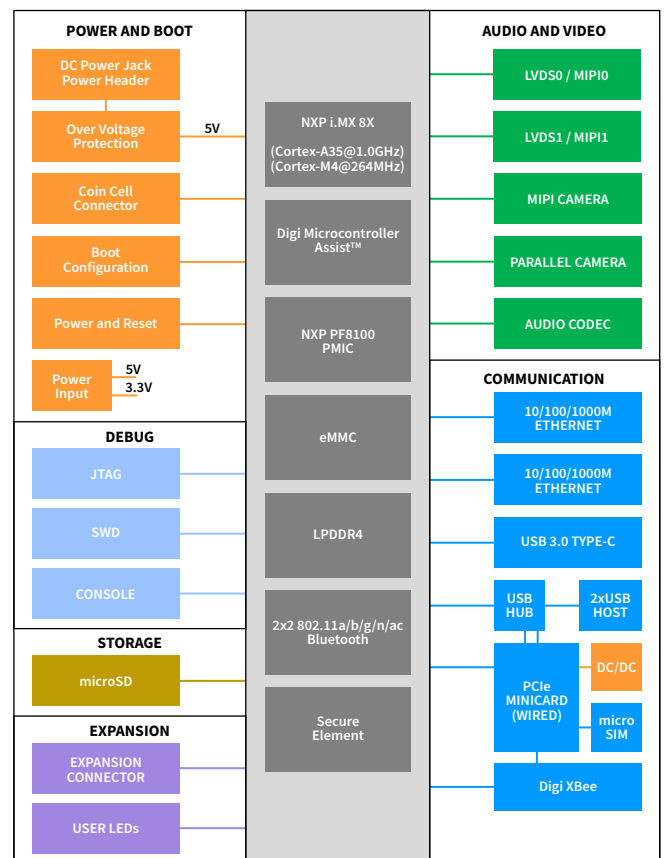 POWER AND BOOT
DC Power Jack
Power Header
Over Voltage
Protection
5V
Coin Cell
Connector
Boot
Configuration
Power and Reset
Power
Input
5V
3.3V
DEBUG
JTAG
SWD
CONSOLE
STORAGE
microSD
EXPANSION
EXPANSION
CONNECTOR
USER LEDs
NXP i.MX 8X
(Cortex-A35@1.0GHz)
(Cortex-M4@264MHz)
Digi Microcontroller
Assist™
NXP PF8100
PMIC
eMMC
LPDDR4
2x2 802.11a/b/g/n/ac
Bluetooth
Secure
Element
AUDIO AND VIDEO
LVDS0 / MIPI0
LVDS1 / MIPI1
MIPI CAMERA
PARALLEL CAMERA
AUDIO CODEC
COMMUNICATION
10/100/1000M
ETHERNET
10/100/1000M
ETHERNET
USB 3.0 TYPE-C
USB
HUB
2xUSB
HOST
PCIe
MINICARD
(WIRED)
DC/DC
micro
SIM
Digi XBee